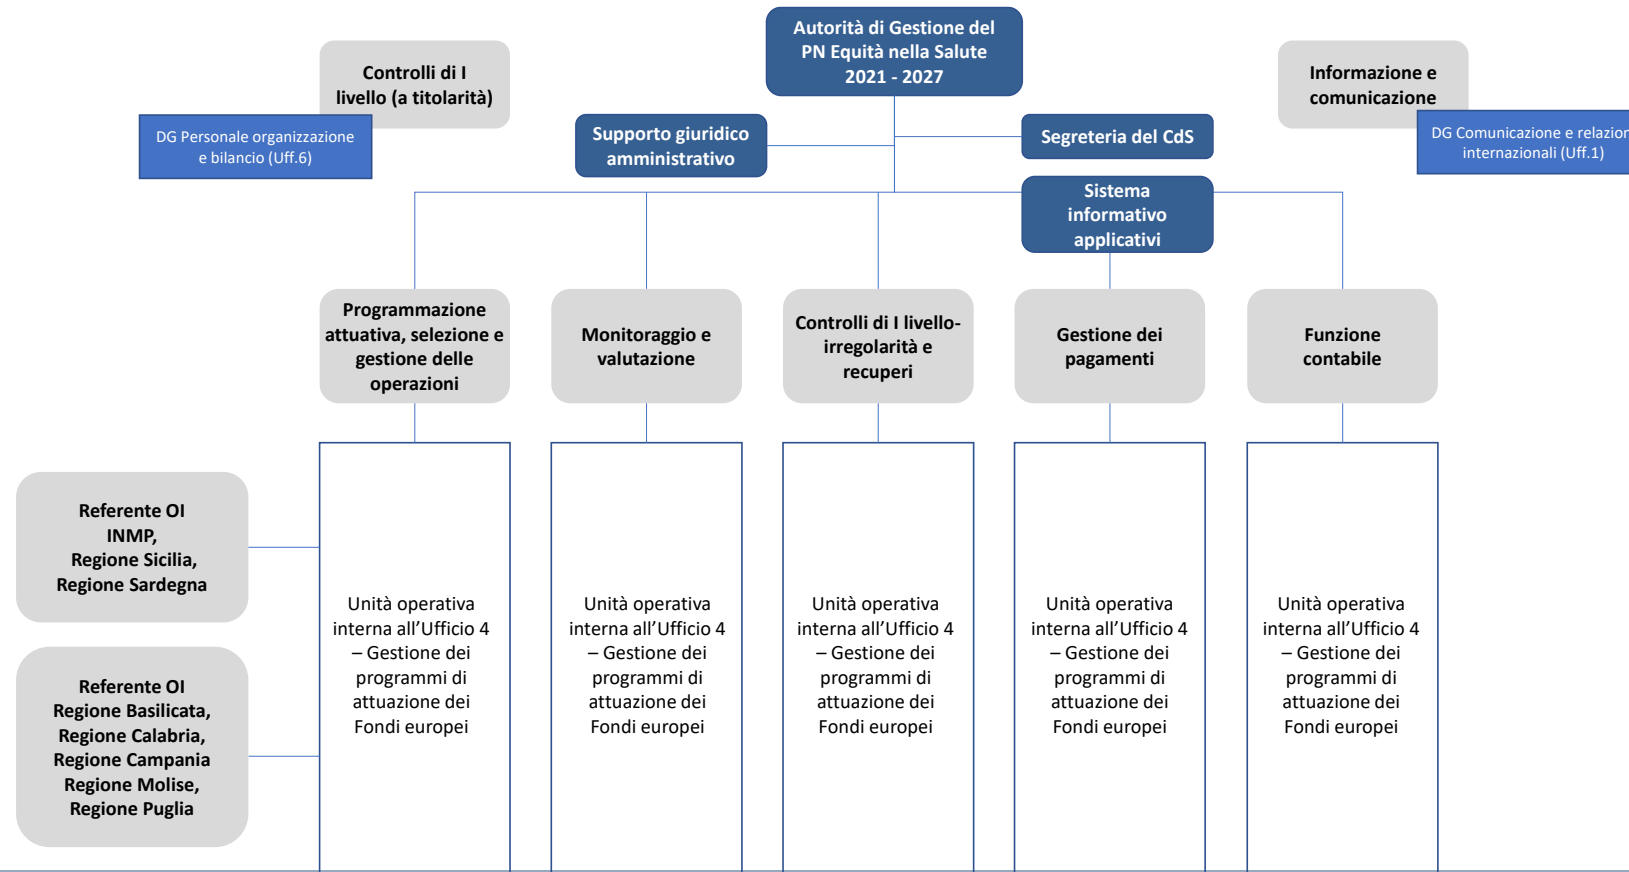 Autorità di Gestione del
PN Equità nella Salute
2021 - 2027
Controlli di I
livello (a titolarità)
DG Personale organizzazione
e bilancio (Uff.6)
Informazione e
comunicazione
DG Comunicazione e relazion
internazionali (Uff.1)
Supporto giuridico
amministrativo
Segreteria del CdS
Sistema
informativo
applicativi
Programmazione
attuativa, selezione e
gestione delle
operazioni
Monitoraggio e
valutazione
Controlli di I livello-
irregolarità e
recuperi
Gestione dei
pagamenti
Funzione
contabile
Referente OI
INMP,
Regione Sicilia,
Regione Sardegna
Referente OI
Regione Basilicata,
Regione Calabria,
Regione Campania
Regione Molise,
Regione Puglia
Unità operativa
interna all’Ufficio 4
– Gestione dei
programmi di
attuazione dei
Fondi europei
Unità operativa
interna all’Ufficio 4
– Gestione dei
programmi di
attuazione dei
Fondi europei
Unità operativa
interna all’Ufficio 4
– Gestione dei
programmi di
attuazione dei
Fondi europei
Unità operativa
interna all’Ufficio 4
– Gestione dei
programmi di
attuazione dei
Fondi europei
Unità operativa
interna all’Ufficio 4
– Gestione dei
programmi di
attuazione dei
Fondi europei